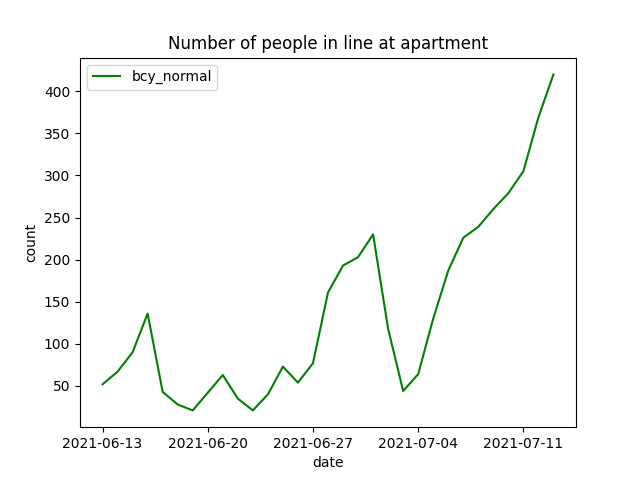 Number of people in line at apartment
bcy_normal
400
350
300
250
200
150
100
50
count
2021-06-13 2021-06-20 2021-06-27 2021-07-04 2021-07-11
date